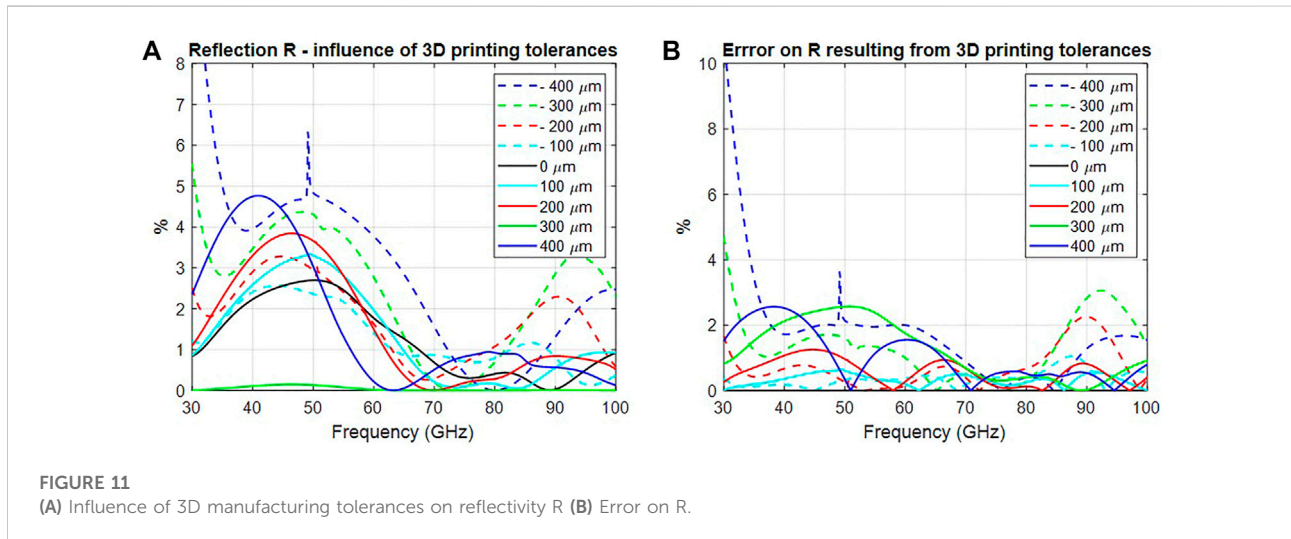 A Reflection R - influence of 3D printing tolerances
8
7
6
5
4
3
2
1
0
%
30 40 50 60 70 80 90 100
Frequency (GHz)
- 400 μm
- 300 μm
- 200 μm
- 100 μm
0 μm
100 μm
200 μm
300 μm
400 μm
B Errror on R resulting from 3D printing tolerances
10
8
6
4
2
0
%
30 40 50 60 70 80 90 100
Frequency (GHz)
- 400 μm
- 300 μm
- 200 μm
- 100 μm
0 μm
100 μm
200 μm
300 μm
400 μm
FIGURE 11
(A) Influence of 3D manufacturing tolerances on reflectivity R (B) Error on R.